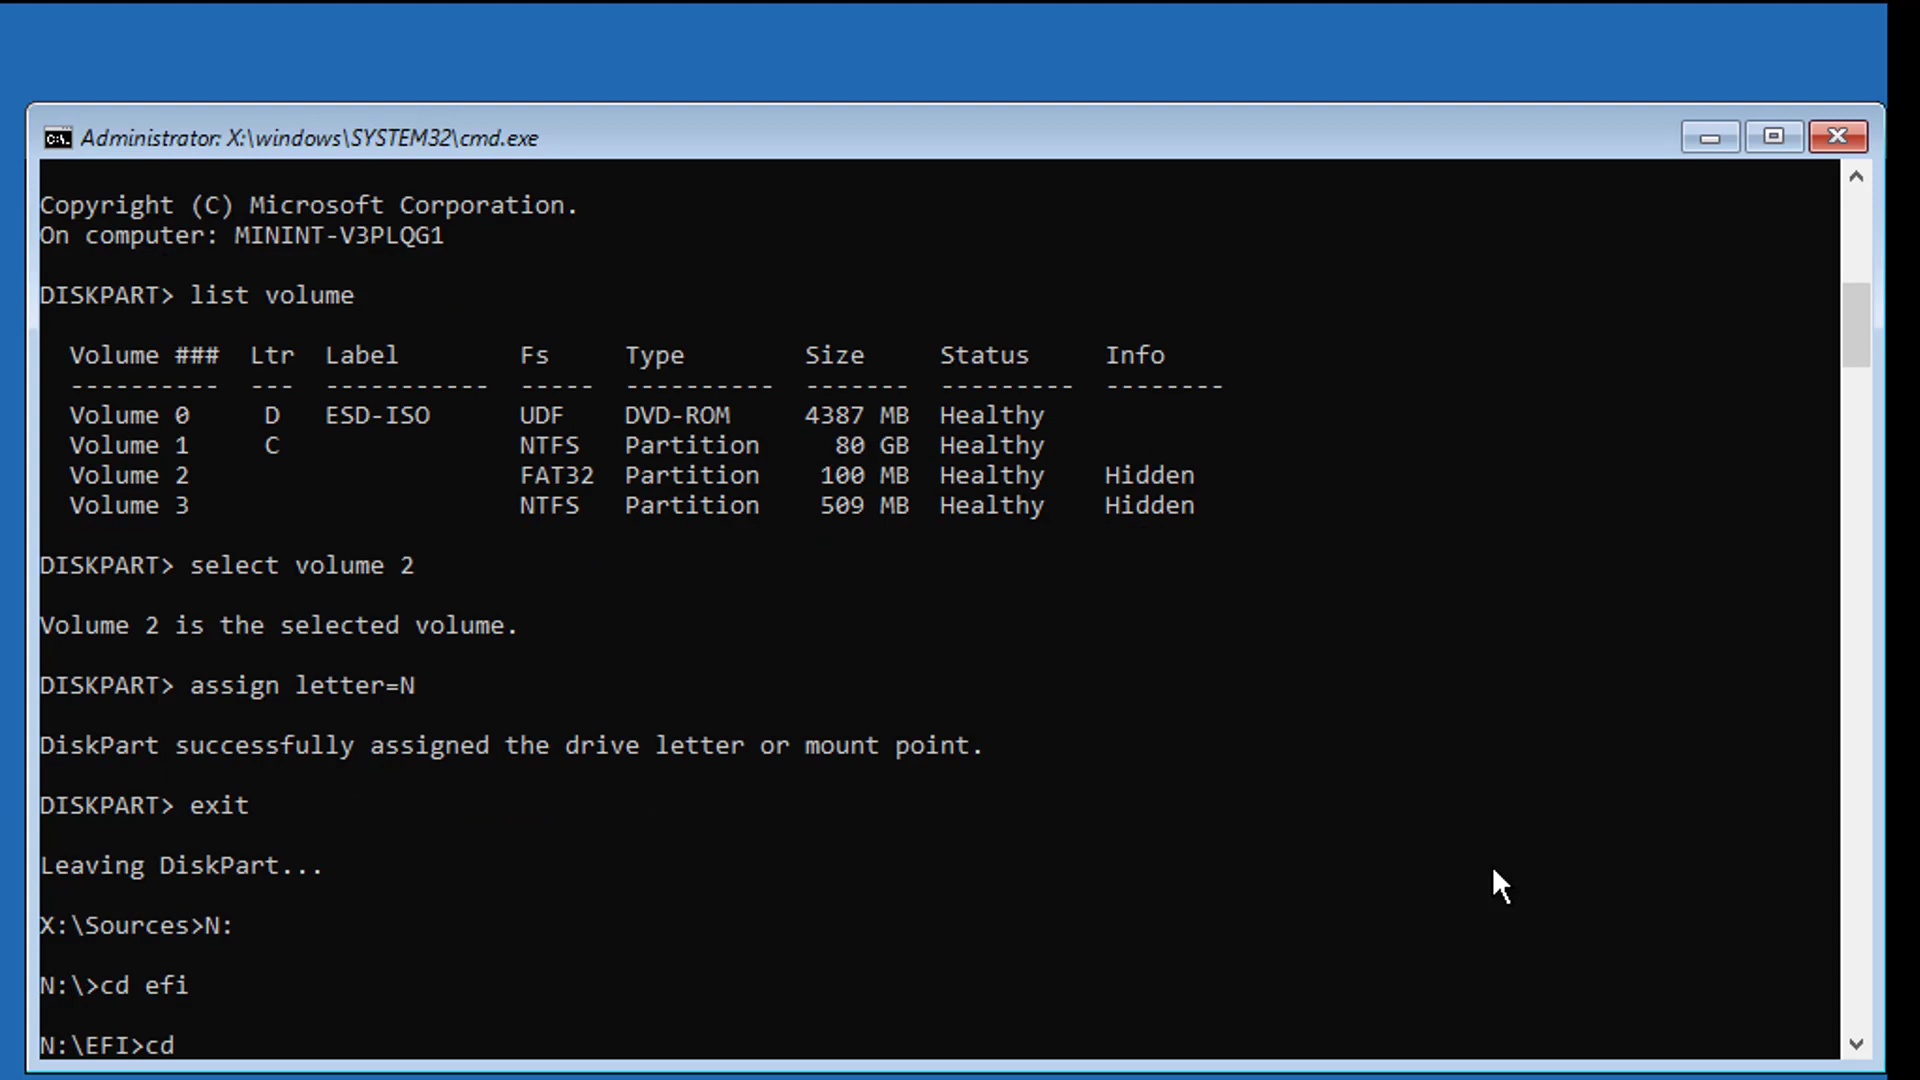 Administrator: X:\windows\SYSTEM32\cmd.exe
Copyright (C) Microsoft Corporation.
On computer: MININT-V3PLQG1
DISKPART> list volume
  Volume ###  Ltr  Label        Fs     Type        Size     Status     Info
  ----------  ---  -----------  -----  ----------  -------  ---------  --------
  Volume 0     D   ESD-ISO      UDF    DVD-ROM     4387 MB  Healthy
  Volume 1     C                NTFS   Partition     80 GB  Healthy
  Volume 2                      FAT32  Partition    100 MB  Healthy    Hidden
  Volume 3                      NTFS   Partition    509 MB  Healthy    Hidden
DISKPART> select volume 2
Volume 2 is the selected volume.
DISKPART> assign letter=N
DiskPart successfully assigned the drive letter or mount point.
DISKPART> exit
Leaving DiskPart...
X:\Sources>N:
N:\>cd efi
N:\EFI>cd